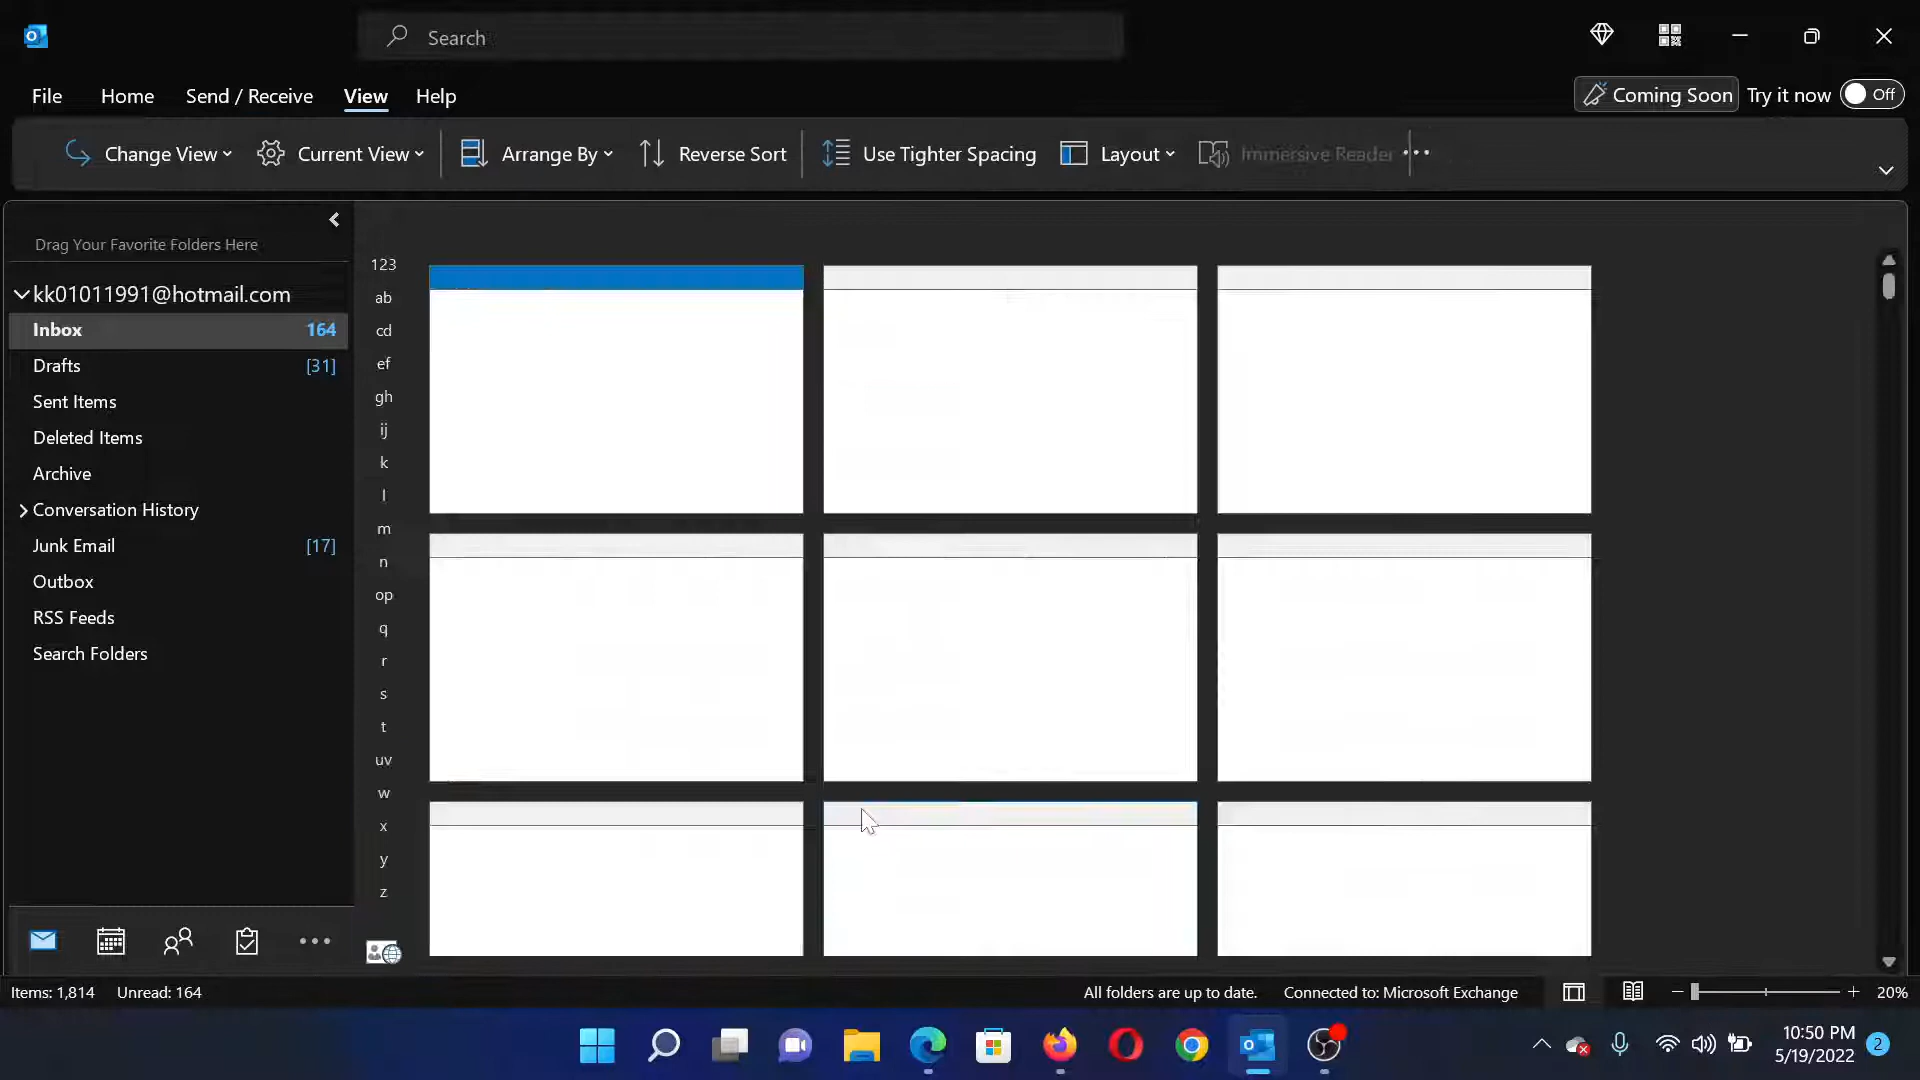 Search
File Home Send / Receive View Help
Coming Soon Try it now Off
Change View Current View Arrange By Reverse Sort Use Tighter Spacing Layout Immersive Reader ...
Drag Your Favorite Folders Here
kk01011991@hotmail.com
Inbox 164
Drafts [31]
Sent Items
Deleted Items
Archive
Conversation History
Junk Email [17]
Outbox
RSS Feeds
Search Folders
123
ab
cd
ef
gh
ij
k
l
m
n
op
q
r
s
t
uv
w
x
y
z
Items: 1,814 Unread: 164
All folders are up to date. Connected to: Microsoft Exchange
20%
10:50 PM
5/19/2022
2